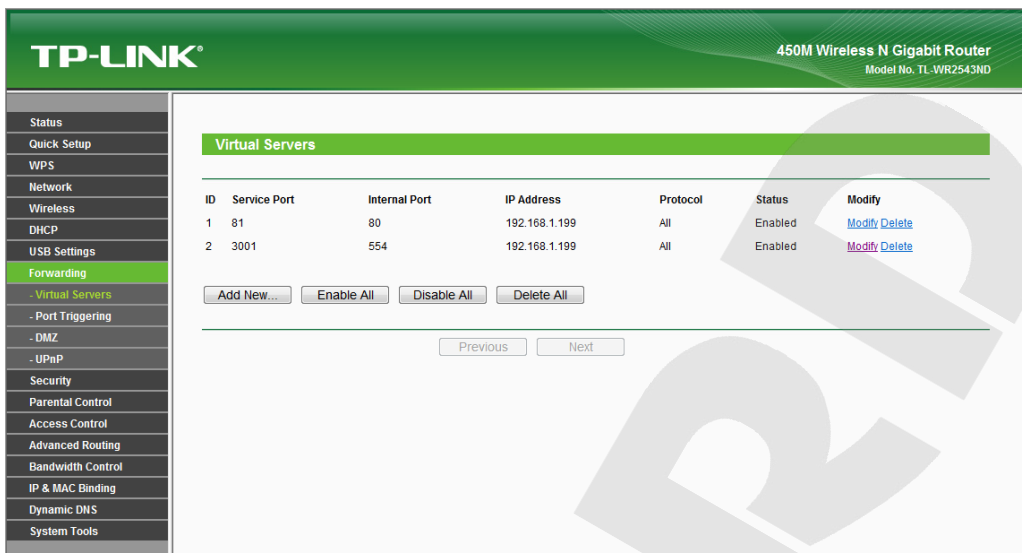 TP-LINK®
450M Wireless N Gigabit Router
Model No. TL-WR2543ND
Status
Quick Setup
WPS
Network
Wireless
DHCP
USB Settings
Forwarding
- Virtual Servers
- Port Triggering
- DMZ
- UPnP
Security
Parental Control
Access Control
Advanced Routing
Bandwidth Control
IP & MAC Binding
Dynamic DNS
System Tools
Virtual Servers
ID Service Port Internal Port IP Address Protocol Status Modify
1 81 80 192.168.1.199 All Enabled Modify Delete
2 3001 554 192.168.1.199 All Enabled Modify Delete
Add New... Enable All Disable All Delete All
Previous Next